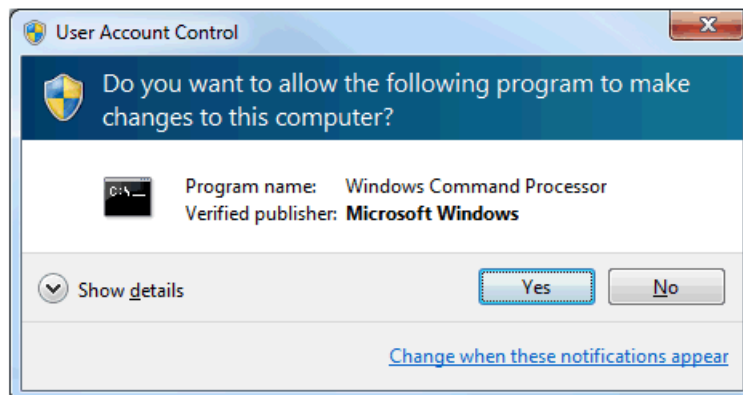 User Account Control
Do you want to allow the following program to make
changes to this computer?
C:\
Program name: Windows Command Processor
Verified publisher: Microsoft Windows
Show details
Yes
No
Change when these notifications appear